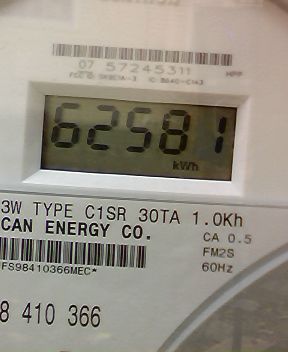 07 57245311 MPP
62581
kWh
3W TYPE C1SR 30TA 1.0Kh
CAN ENERGY CO.
CA 0.5
FM2S
60Hz
FS98410366MEC*
8 410 366